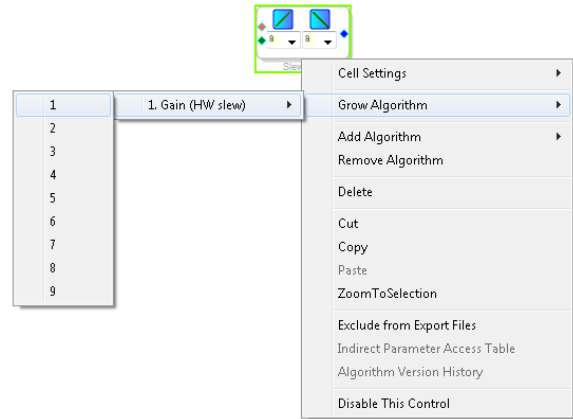 8 8
Slew
Cell Settings
1 1. Gain (HW slew) Grow Algorithm
2
Add Algorithm
3
Remove Algorithm
4
5
Delete
6
Cut
7
Copy
8
Paste
9
ZoomToSelection
Exclude from Export Files
Indirect Parameter Access Table
Algorithm Version History
Disable This Control